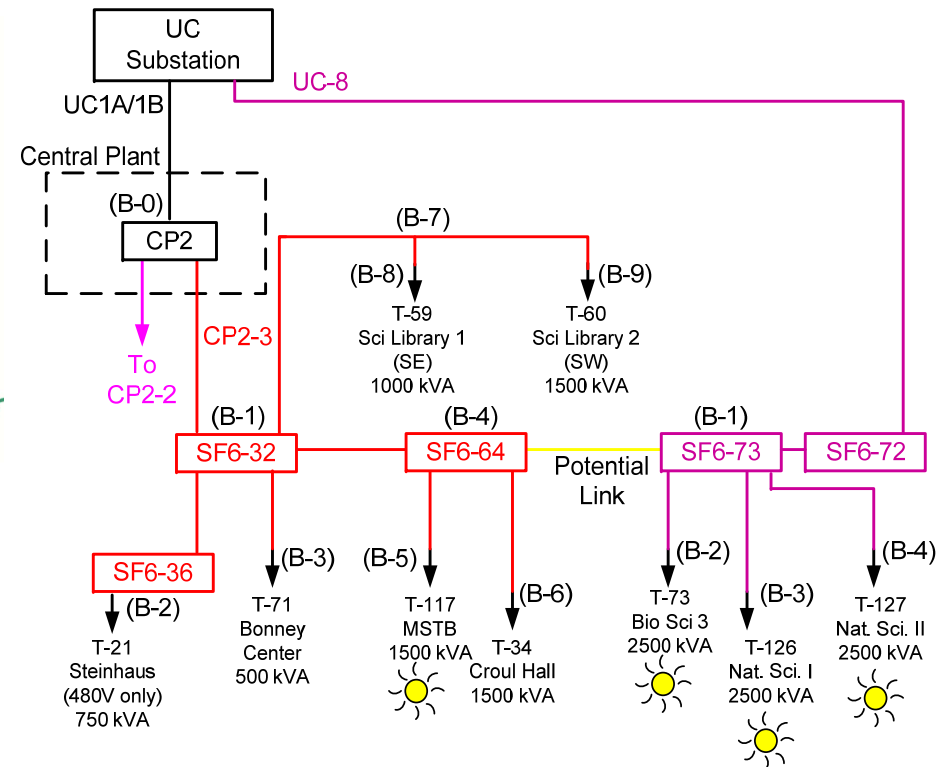 UC
Substation
UC-8
UC1A/1B
Central Plant
(B-0)
CP2
(B-7)
(B-8)
(B-9)
T-59
Sci Library 1
(SE)
1000 kVA
T-60
Sci Library 2
(SW)
1500 kVA
CP2-3
To
CP2-2
(B-1)
(B-4)
(B-1)
SF6-32
SF6-64
SF6-73
SF6-72
Potential
Link
SF6-36
(B-2)
T-21
Steinhaus
(480V only)
750 kVA
(B-3)
T-71
Bonney
Center
500 kVA
(B-5)
T-117
MSTB
1500 kVA
(B-6)
T-34
Croul Hall
1500 kVA
(B-2)
T-73
Bio Sci 3
2500 kVA
(B-3)
T-126
Nat. Sci. I
2500 kVA
(B-4)
T-127
Nat. Sci. II
2500 kVA